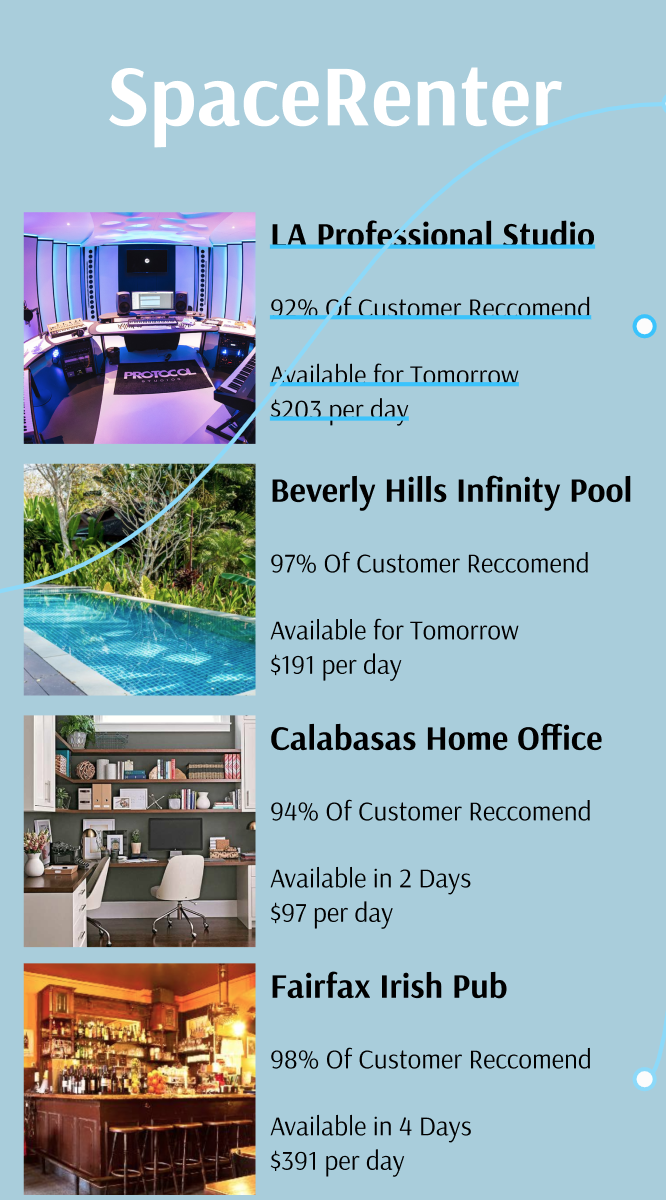 SpaceRenter
LA Professional Studio
92% Of Customer Reccomend
Available for Tomorrow
$203 per day
PROTOCOL
STUDIOS
Beverly Hills Infinity Pool
97% Of Customer Reccomend
Available for Tomorrow
$191 per day
Calabasas Home Office
94% Of Customer Reccomend
Available in 2 Days
$97 per day
Fairfax Irish Pub
98% Of Customer Reccomend
Available in 4 Days
$391 per day